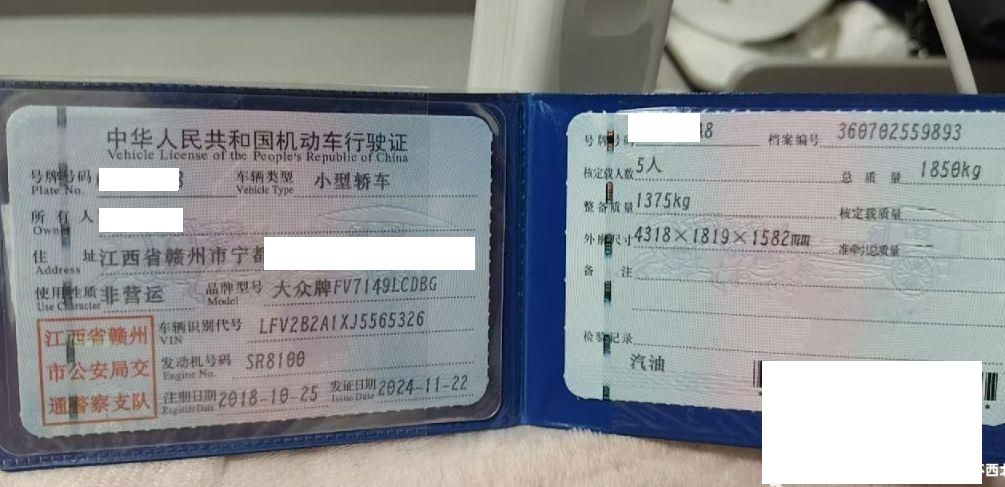 中华人民共和国机动车行驶证
Vehicle License of the People's Republic of China
号牌号码
Plate No.
车辆类型 小型轿车
Vehicle Type
所有人
Owner
住址 江西省赣州市宁都
Address
使用性质 非营运
Use Character
品牌型号 大众牌FV7149LCDBG
Model
江西省赣州
市公安局交
通警察支队
车辆识别代号 LFV2B2A1XJ5565326
VIN
发动机号码 SR8100
Engine No.
注册日期 2018-10-25 发证日期 2024-11-22
Register Date Issue Date
号牌号码 8 档案编号 360702559893
核定载人数 5人 总质量 1850kg
整备质量 1375kg 核定载质量 --
外廓尺寸 4318×1819×1582mm 准牵引总质量 --
备注
检验记录
汽油